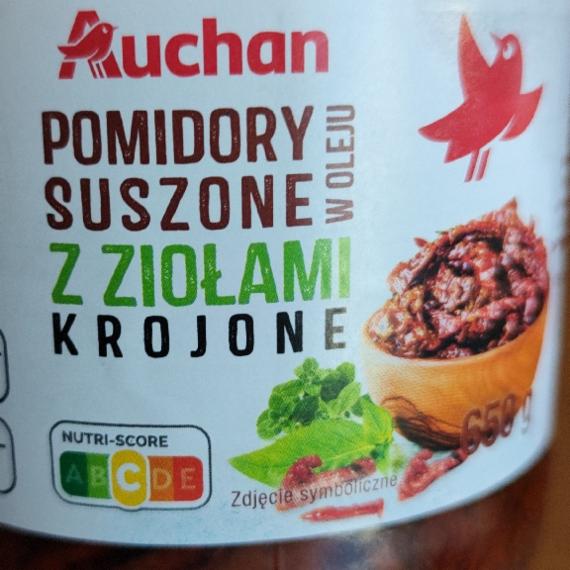 Auchan
POMIDORY
SUSZONE
W OLEJU
Z ZIOŁAMI
KROJONE
650 g
NUTRI-SCORE
A B C D E
Zdjęcie symboliczne